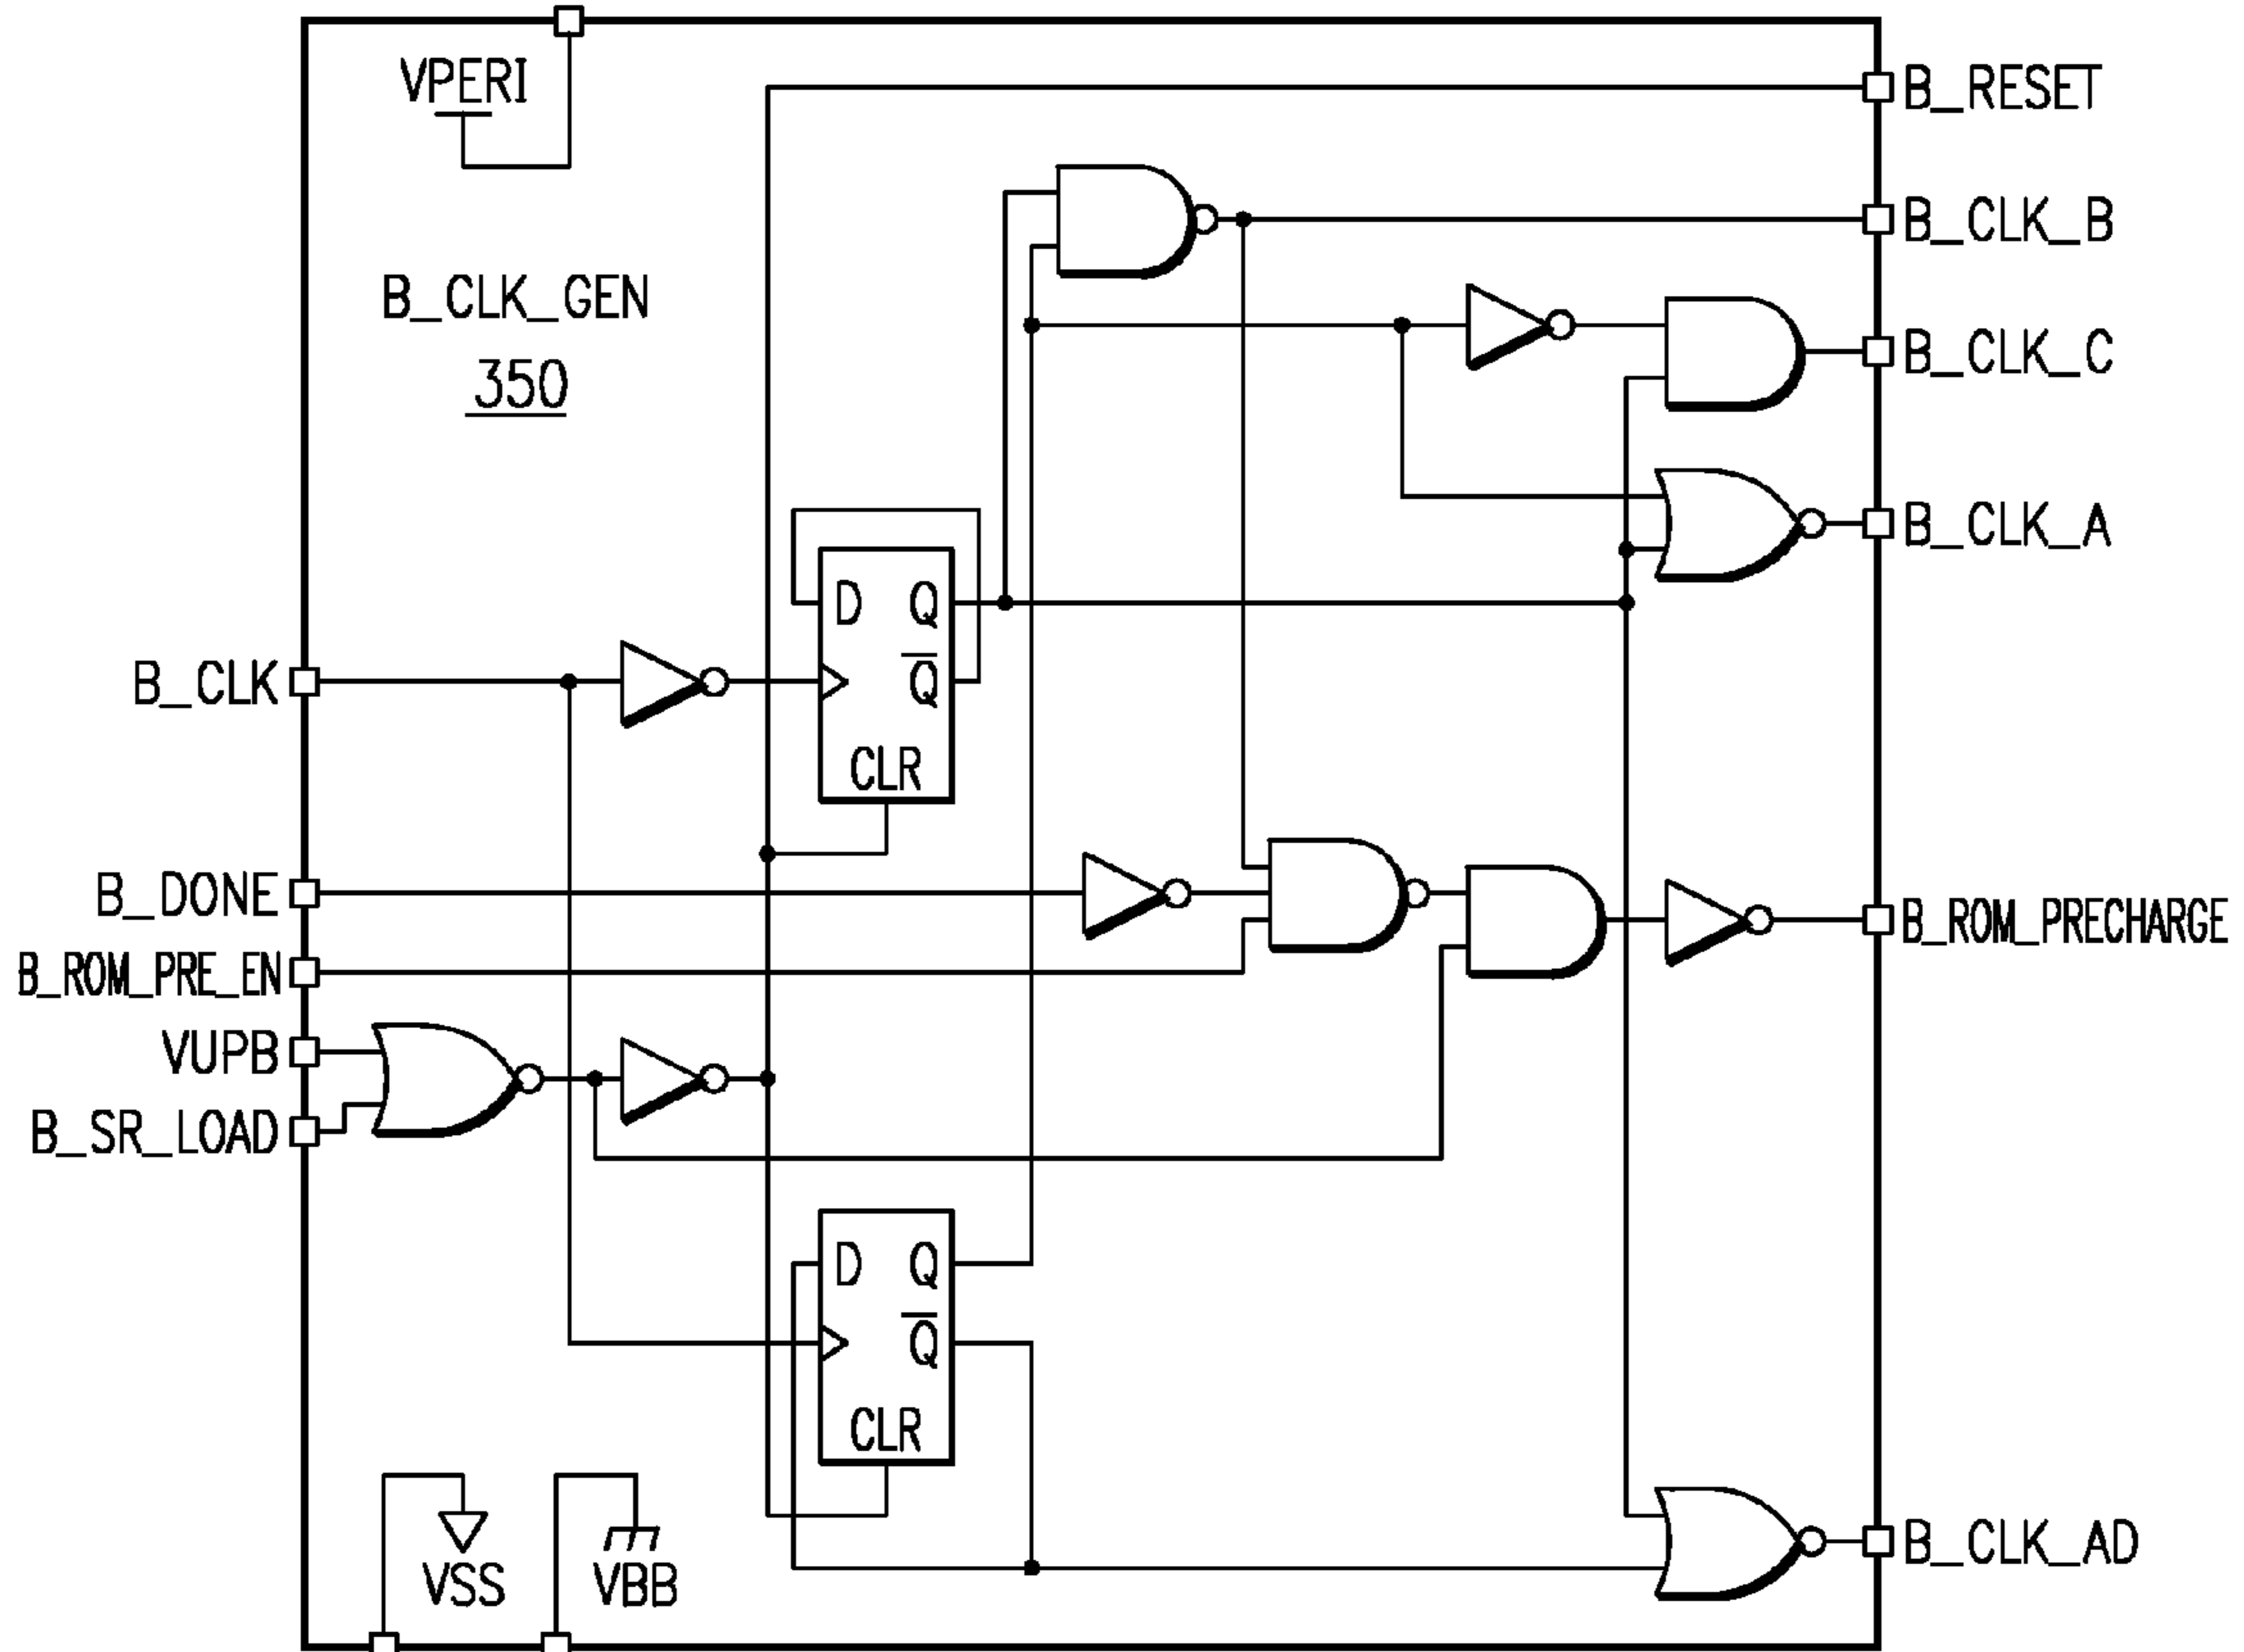 VPERI
B_RESET
B_CLK_B
B_CLK_GEN
350
B_CLK_C
B_CLK_A
D Q
Q̅
CLR
B_CLK
B_DONE
B_ROM_PRECHARGE
B_ROM_PRE_EN
VUPB
B_SR_LOAD
D Q
Q̅
CLR
B_CLK_AD
VSS
VBB